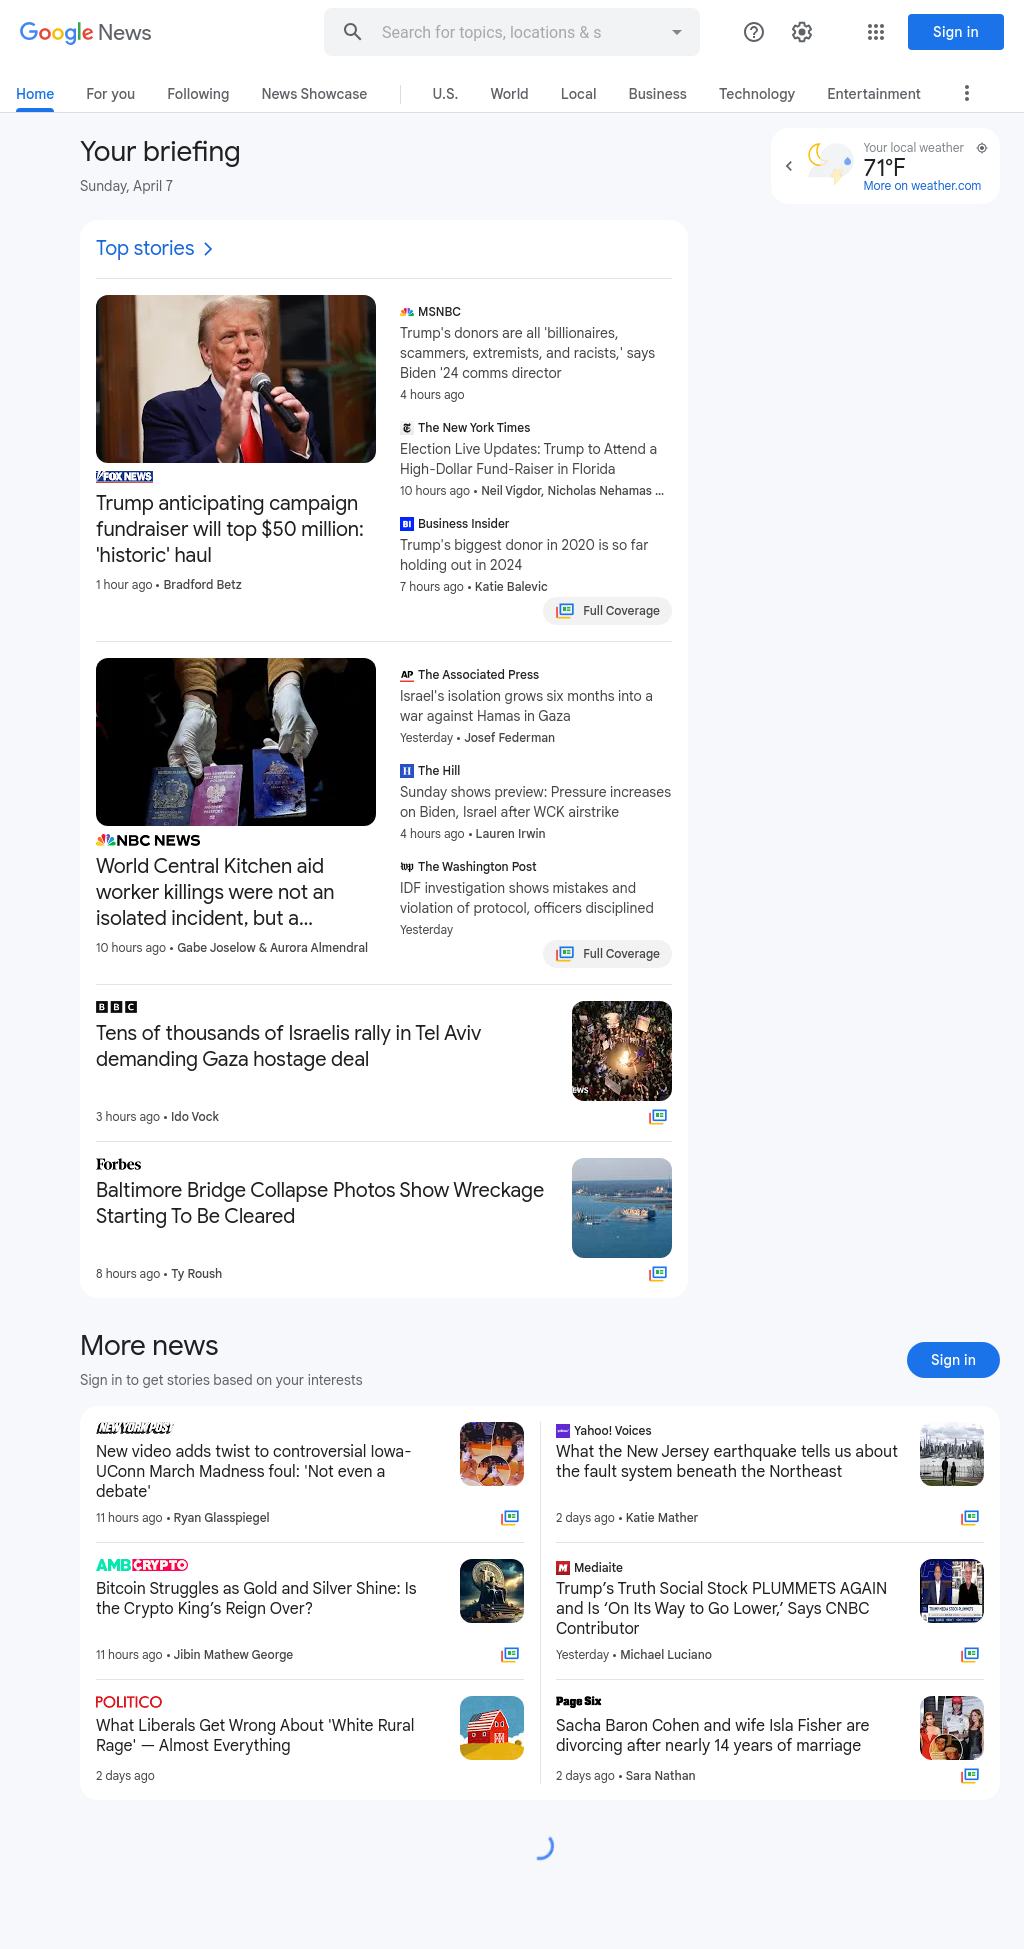 Google News
Search for topics, locations & s
Sign in
Home
For you
Following
News Showcase
U.S.
World
Local
Business
Technology
Entertainment
Your briefing
Sunday, April 7
Your local weather
71°F
More on weather.com
Top stories
FOX NEWS
Trump anticipating campaign
fundraiser will top $50 million:
'historic' haul
1 hour ago • Bradford Betz
MSNBC
Trump's donors are all 'billionaires,
scammers, extremists, and racists,' says
Biden '24 comms director
4 hours ago
The New York Times
Election Live Updates: Trump to Attend a
High-Dollar Fund-Raiser in Florida
10 hours ago • Neil Vigdor, Nicholas Nehamas ...
BI
Business Insider
Trump's biggest donor in 2020 is so far
holding out in 2024
7 hours ago • Katie Balevic
Full Coverage
NBC NEWS
World Central Kitchen aid
worker killings were not an
isolated incident, but a...
10 hours ago • Gabe Joselow & Aurora Almendral
AP
The Associated Press
Israel's isolation grows six months into a
war against Hamas in Gaza
Yesterday • Josef Federman
H
The Hill
Sunday shows preview: Pressure increases
on Biden, Israel after WCK airstrike
4 hours ago • Lauren Irwin
wp
The Washington Post
IDF investigation shows mistakes and
violation of protocol, officers disciplined
Yesterday
Full Coverage
BBC
Tens of thousands of Israelis rally in Tel Aviv
demanding Gaza hostage deal
3 hours ago • Ido Vock
Forbes
Baltimore Bridge Collapse Photos Show Wreckage
Starting To Be Cleared
8 hours ago • Ty Roush
More news
Sign in to get stories based on your interests
Sign in
NEW YORK POST
New video adds twist to controversial Iowa-
UConn March Madness foul: 'Not even a
debate'
11 hours ago • Ryan Glasspiegel
Yahoo! Voices
What the New Jersey earthquake tells us about
the fault system beneath the Northeast
2 days ago • Katie Mather
AMBCRYPTO
Bitcoin Struggles as Gold and Silver Shine: Is
the Crypto King’s Reign Over?
11 hours ago • Jibin Mathew George
M
Mediaite
Trump’s Truth Social Stock PLUMMETS AGAIN
and Is ‘On Its Way to Go Lower,’ Says CNBC
Contributor
Yesterday • Michael Luciano
POLITICO
What Liberals Get Wrong About 'White Rural
Rage' — Almost Everything
2 days ago
Page Six
Sacha Baron Cohen and wife Isla Fisher are
divorcing after nearly 14 years of marriage
2 days ago • Sara Nathan